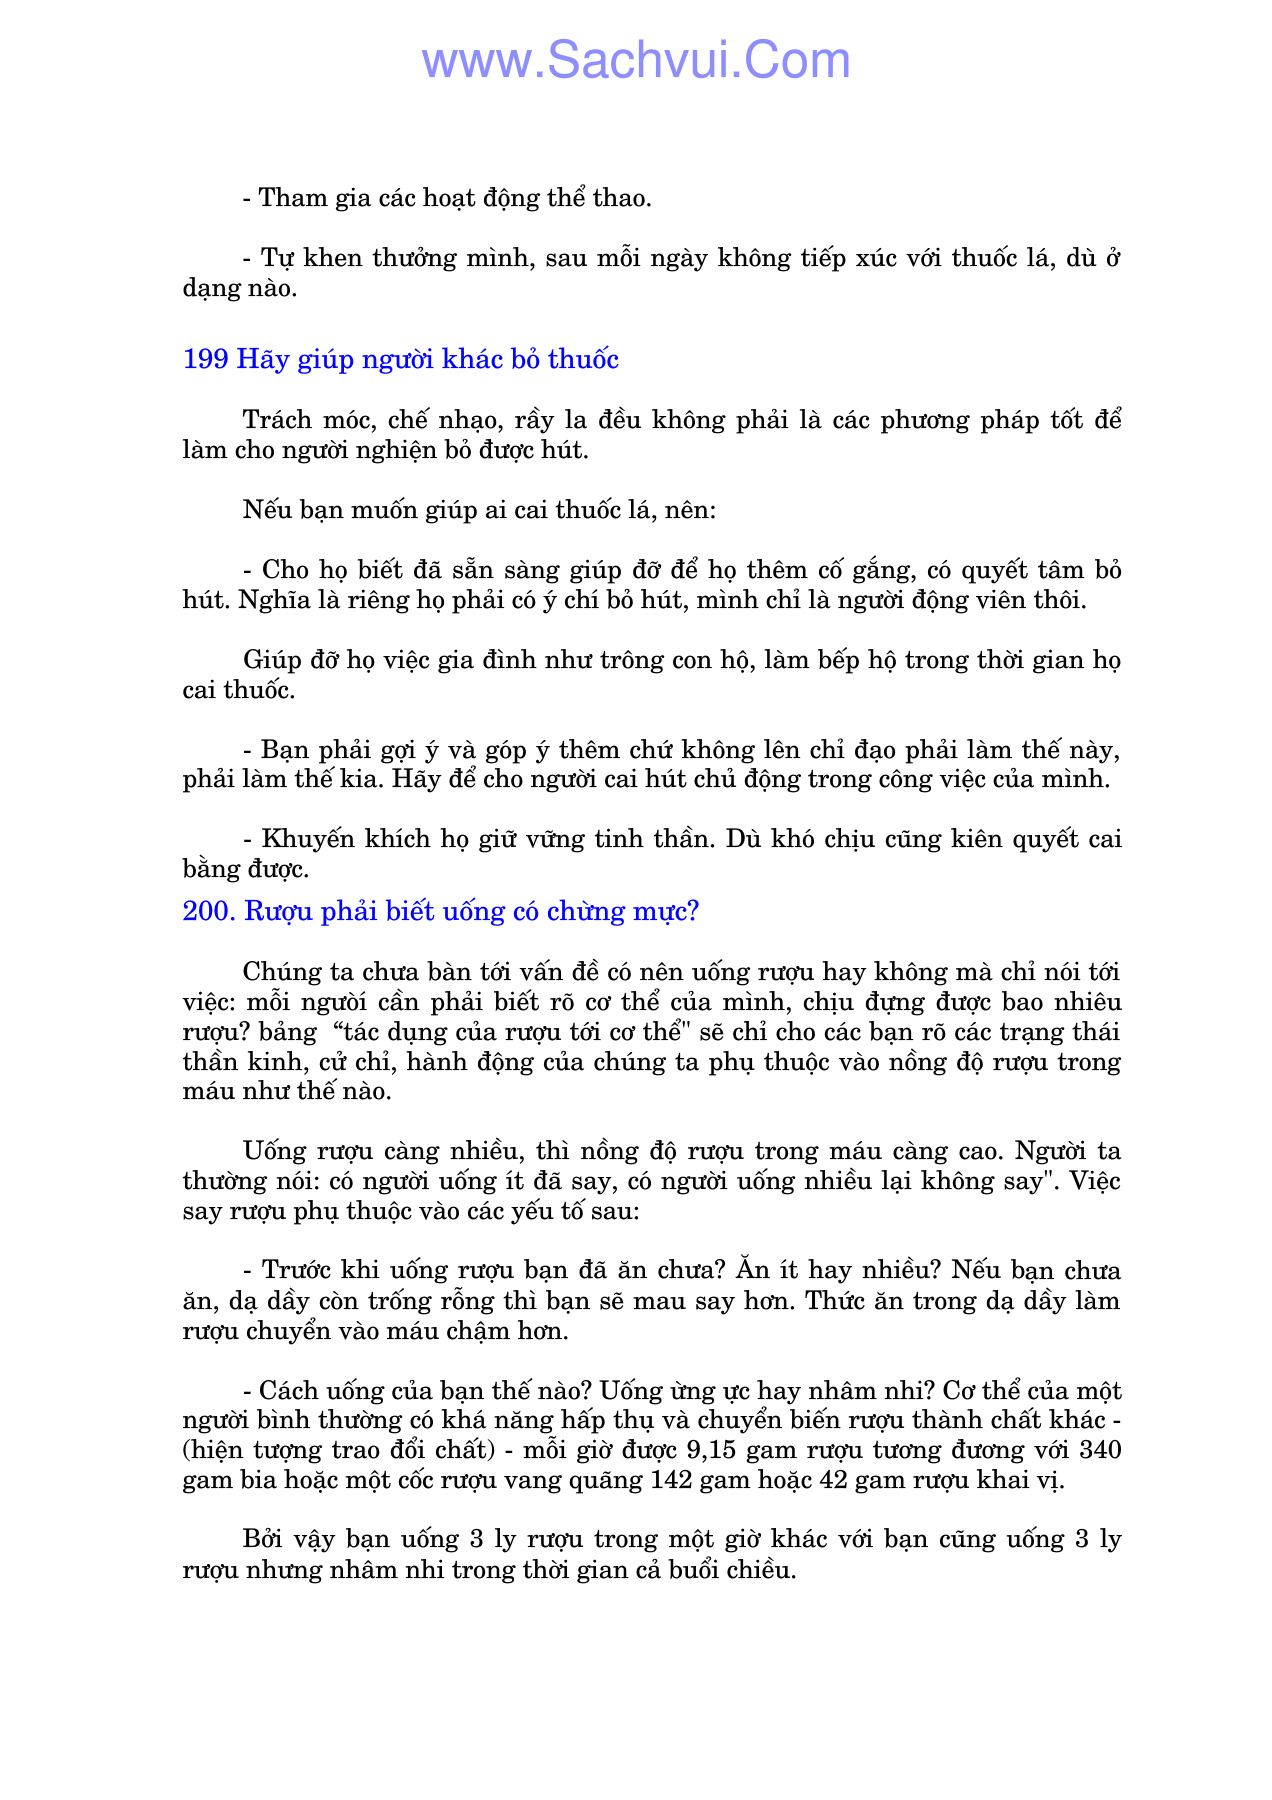 www.Sachvui.Com
- Tham gia các hoạt động thể thao.
- Tự khen thưởng mình, sau mỗi ngày không tiếp xúc với thuốc lá, dù ở
dạng nào.
199 Hãy giúp người khác bỏ thuốc
Trách móc, chế nhạo, rầy la đều không phải là các phương pháp tốt để
làm cho người nghiện bỏ được hút.
Nếu bạn muốn giúp ai cai thuốc lá, nên:
- Cho họ biết đã sẵn sàng giúp đỡ để họ thêm cố gắng, có quyết tâm bỏ
hút. Nghĩa là riêng họ phải có ý chí bỏ hút, mình chỉ là người động viên thôi.
Giúp đỡ họ việc gia đình như trông con hộ, làm bếp hộ trong thời gian họ
cai thuốc.
- Bạn phải gợi ý và góp ý thêm chứ không lên chỉ đạo phải làm thế này,
phải làm thế kia. Hãy để cho người cai hút chủ động trong công việc của mình.
- Khuyến khích họ giữ vững tinh thần. Dù khó chịu cũng kiên quyết cai
bằng được.
200. Rượu phải biết uống có chừng mực?
Chúng ta chưa bàn tới vấn đề có nên uống rượu hay không mà chỉ nói tới
việc: mỗi ngưòí cần phải biết rõ cơ thể của mình, chịu đựng được bao nhiêu
rượu? bảng “tác dụng của rượu tới cơ thể" sẽ chỉ cho các bạn rõ các trạng thái
thần kinh, cử chỉ, hành động của chúng ta phụ thuộc vào nồng độ rượu trong
máu như thế nào.
Uống rượu càng nhiều, thì nồng độ rượu trong máu càng cao. Người ta
thường nói: có người uống ít đã say, có người uống nhiều lại không say". Việc
say rượu phụ thuộc vào các yếu tố sau:
- Trước khi uống rượu bạn đã ăn chưa? Ăn ít hay nhiều? Nếu bạn chưa
ăn, dạ dầy còn trống rỗng thì bạn sẽ mau say hơn. Thức ăn trong dạ dầy làm
rượu chuyển vào máu chậm hơn.
- Cách uống của bạn thế nào? Uống ừng ực hay nhâm nhi? Cơ thể của một
người bình thường có khá năng hấp thụ và chuyển biến rượu thành chất khác -
(hiện tượng trao đổi chất) - mỗi giờ được 9,15 gam rượu tương đương với 340
gam bia hoặc một cốc rượu vang quãng 142 gam hoặc 42 gam rượu khai vị.
Bởi vậy bạn uống 3 ly rượu trong một giờ khác với bạn cũng uống 3 ly
rượu nhưng nhâm nhi trong thời gian cả buổi chiều.